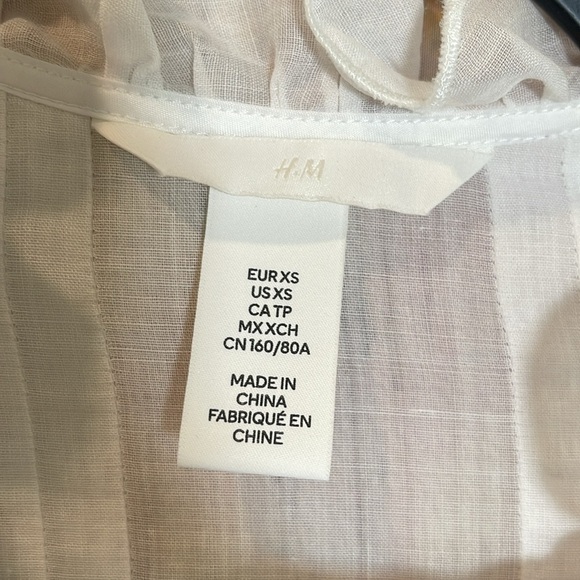 H&M
EUR XS
US XS
CA TP
MX XCH
CN 160/80A
MADE IN
CHINA
FABRIQUÉ EN
CHINE